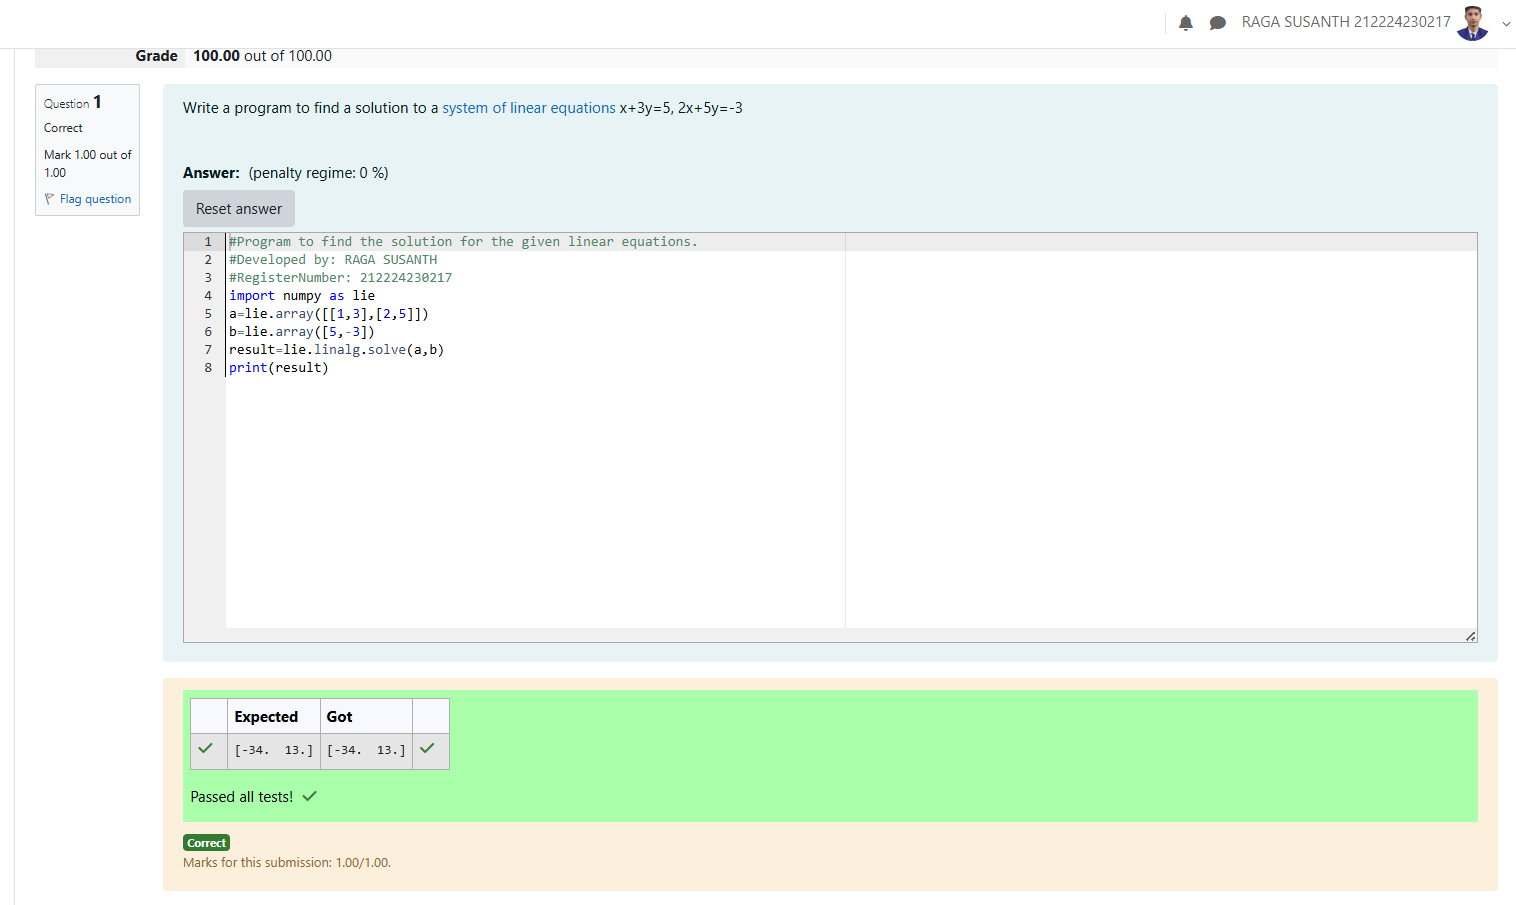 RAGA SUSANTH 212224230217
Grade 100.00 out of 100.00
Question 1
Correct
Mark 1.00 out of
1.00
Flag question
Write a program to find a solution to a system of linear equations x+3y=5, 2x+5y=-3
Answer: (penalty regime: 0 %)
Reset answer
1 #Program to find the solution for the given linear equations.
2 #Developed by: RAGA SUSANTH
3 #RegisterNumber: 212224230217
4 import numpy as lie
5 a=lie.array([[1,3],[2,5]])
6 b=lie.array([5,-3])
7 result=lie.linalg.solve(a,b)
8 print(result)
Expected Got
[-34.  13.] [-34.  13.]
Passed all tests!
Correct
Marks for this submission: 1.00/1.00.